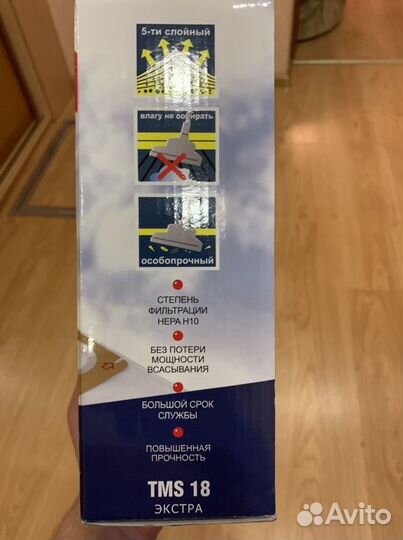 5-ти слойный
влагу не собирать
особопрочный
СТЕПЕНЬ
ФИЛЬТРАЦИИ
НЕРА Н10
БЕЗ ПОТЕРИ
МОЩНОСТИ
ВСАСЫВАНИЯ
БОЛЬШОЙ СРОК
СЛУЖБЫ
ПОВЫШЕННАЯ
ПРОЧНОСТЬ
TMS 18
ЭКСТРА
Avito